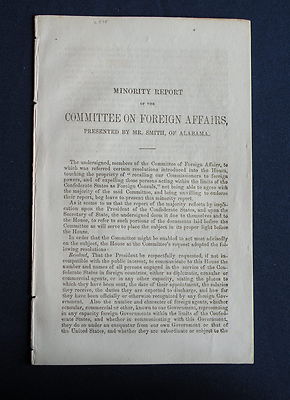 MINORITY REPORT
OF THE
COMMITTEE ON FOREIGN AFFAIRS,
PRESENTED BY MR. SMITH, OF ALABAMA.
The undersigned, members of the Committee of Foreign Affairs, to
which was referred certain resolutions introduced into the House,
touching the propriety of "recalling our Commissioners to foreign
powers, and of expelling those persons acting within the limits of the
Confederate States as Foreign Consuls," not being able to agree with
the majority of the said Committee, and being unwilling to endorse
their report, beg leave to present this minority report.
As it seems to us that the report of the majority reflects by impli-
cation upon the President of the Confederate States, and upon the
Secretary of State, the undersigned deem it due to themselves and to
the House, to refer to such portions of the documents laid before the
Committee as will serve to place the subject in its proper light before
the House.
In order that the Committee might be enabled to act more advisedly
on the subject, the House at the Committee's request adopted the fol-
lowing resolutions:
Resolved, That the President be respectfully requested, if not in-
compatible with the public interest, to communicate to this House the
number and names of all persons engaged in the service of the Con-
federate States in foreign countries, either as diplomatic, consular or
commercial agents, or in any other capacity, stating the places to
which they have been sent, the date of their appointment, the salaries
they receive, the duties they are expected to discharge, and how far
they have been officially or otherwise recognized by any foreign Gov-
ernment. Also the number and character of foreign agents, whether
consular, commercial or other, known to our Government, representing
in any capacity foreign Governments within the limits of the Confed-
erate States, and whether in communicating with this Government,
they do so under an exequatur from our own Government or that of
the United States, and whether they are subordinate or subject to the